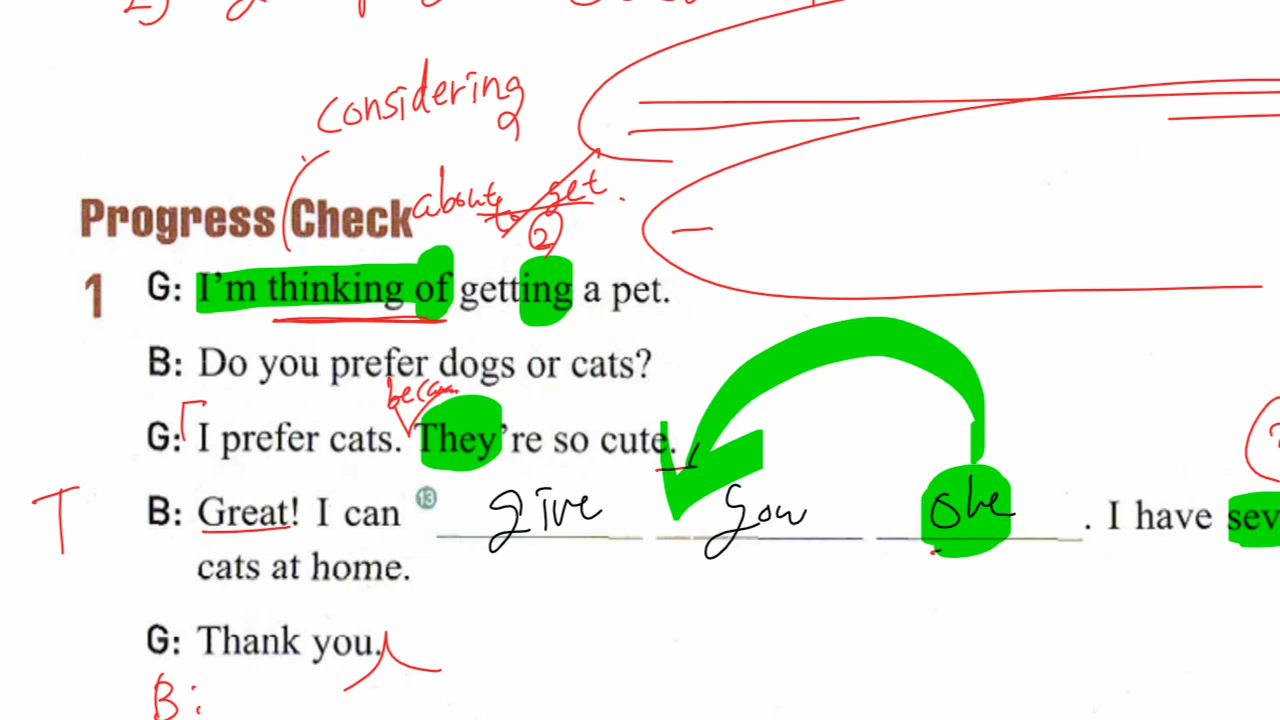 considering
Progress Check about to get.
②
1 G: I'm thinking of getting a pet.
B: Do you prefer dogs or cats?
G: I prefer cats. They're so cute.
T B: Great! I can ⑬ give you one. I have sev
cats at home.
G: Thank you.
B: